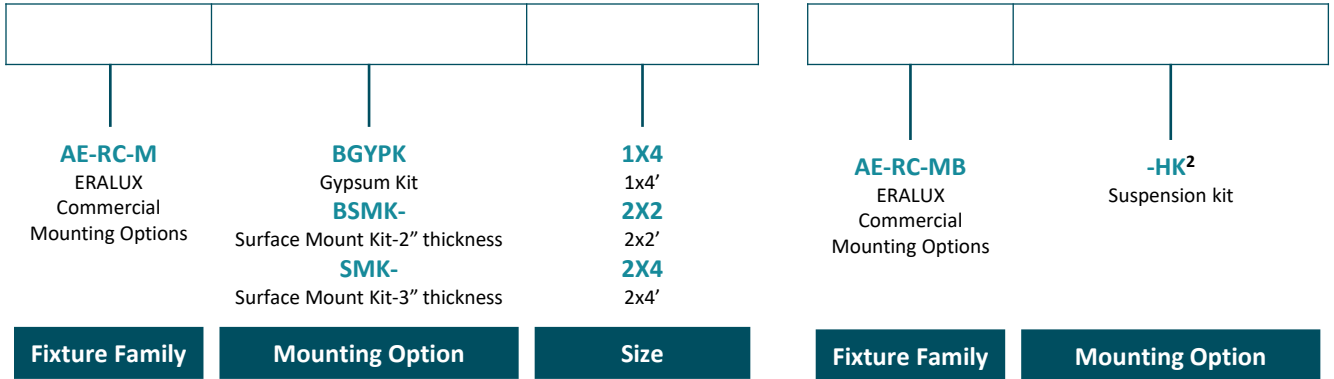 AE-RC-M
ERALUX
Commercial
Mounting Options
BGYPK
Gypsum Kit
BSMK-
Surface Mount Kit-2” thickness
SMK-
Surface Mount Kit-3” thickness
1X4
1x4’
2X2
2x2’
2X4
2x4’
Fixture Family
Mounting Option
Size
AE-RC-MB
ERALUX
Commercial
Mounting Options
-HK²
Suspension kit
Fixture Family
Mounting Option